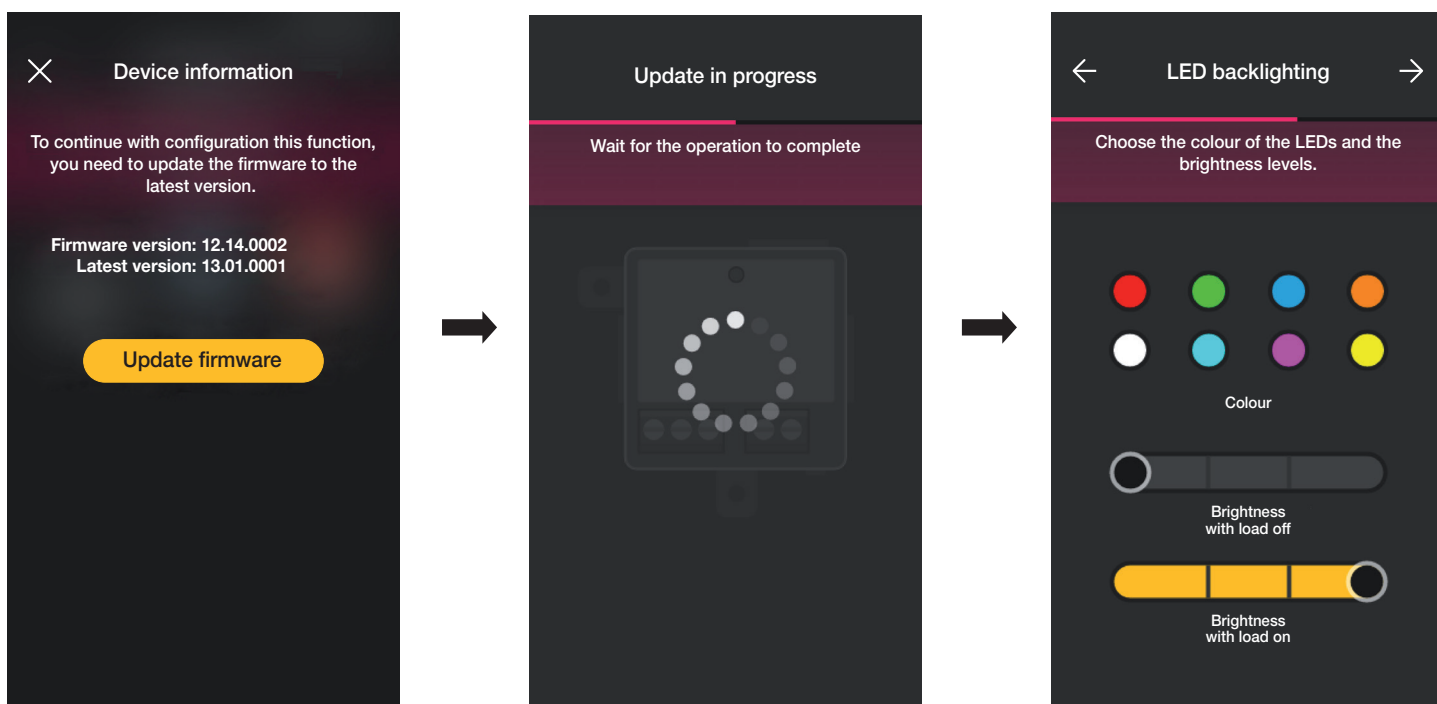 Device information
To continue with configuration this function,
you need to update the firmware to the
latest version.
Firmware version: 12.14.0002
Latest version: 13.01.0001
Update firmware
Update in progress
Wait for the operation to complete
LED backlighting
Choose the colour of the LEDs and the
brightness levels.
Colour
Brightness
with load off
Brightness
with load on